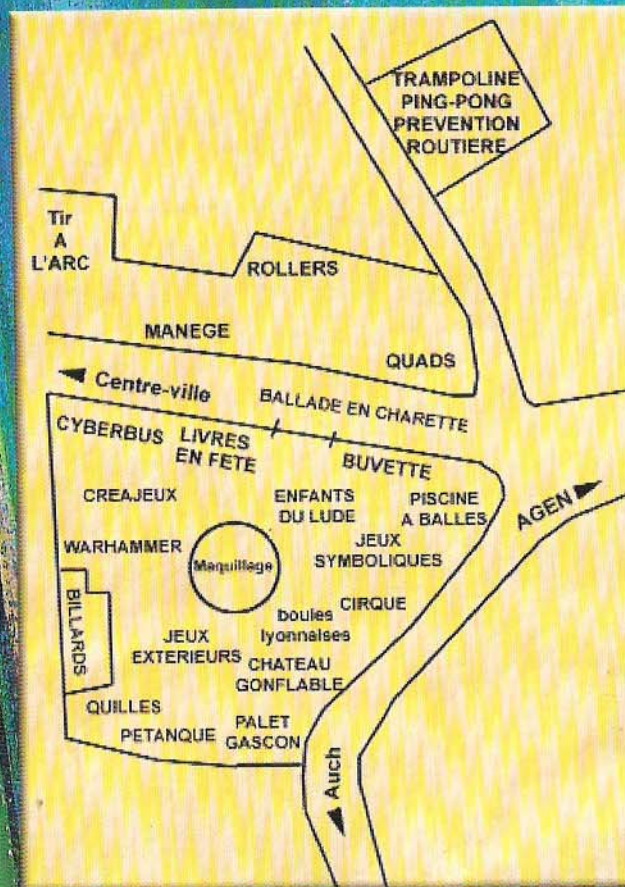 TRAMPOLINE
PING-PONG
PREVENTION
ROUTIERE
Tir
A
L'ARC
ROLLERS
MANEGE
QUADS
Centre-ville
BALLADE EN CHARETTE
CYBERBUS
LIVRES
EN FETE
BUVETTE
CREAJEUX
ENFANTS
DU LUDE
PISCINE
A BALLES
AGEN
WARHAMMER
Maquillage
JEUX
SYMBOLIQUES
BILLARDS
boules
lyonnaises
CIRQUE
JEUX
EXTERIEURS
CHATEAU
GONFLABLE
QUILLES
PETANQUE
PALET
GASCON
Auch